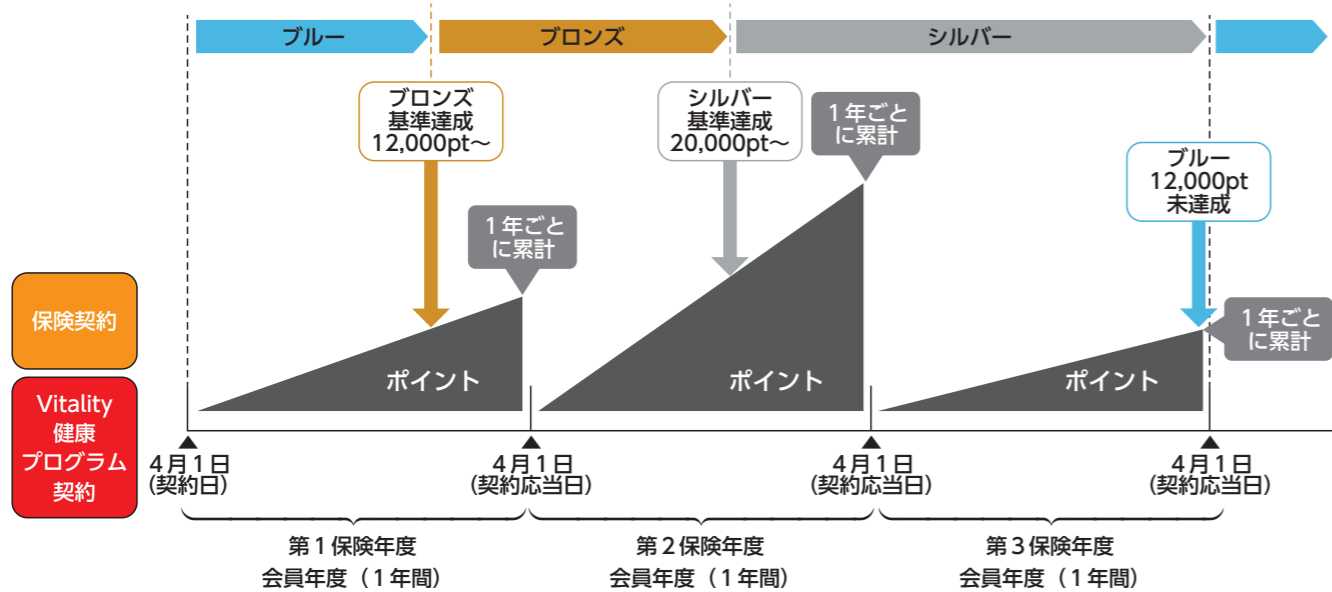 ブルー
ブロンズ
シルバー
ブロンズ
基準達成
12,000pt～
シルバー
基準達成
20,000pt～
1年ごと
に累計
ブルー
12,000pt
未達成
1年ごと
に累計
1年ごと
に累計
保険契約
ポイント
ポイント
ポイント
Vitality
健康
プログラム
契約
4月1日
(契約日)
4月1日
(契約応当日)
4月1日
(契約応当日)
4月1日
(契約応当日)
第1保険年度
会員年度（1年間）
第2保険年度
会員年度（1年間）
第3保険年度
会員年度（1年間）